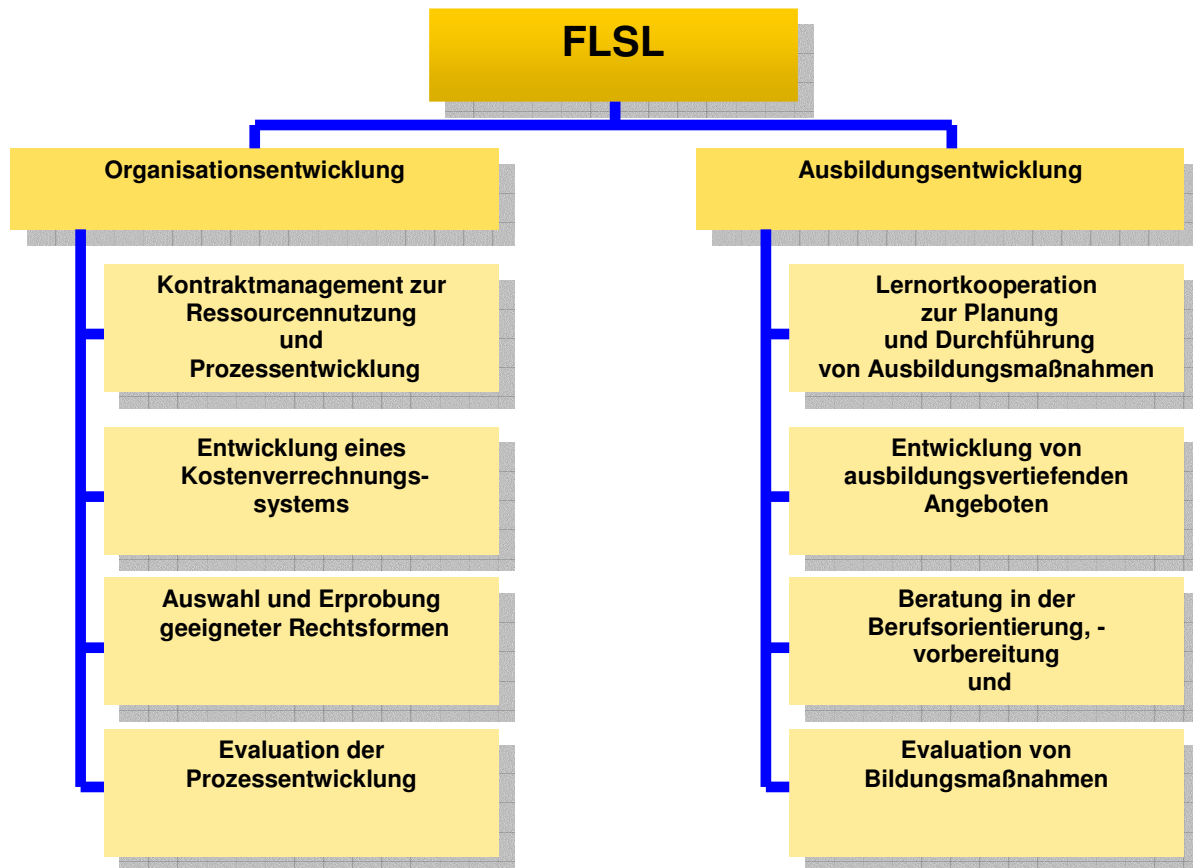 FLSL
Organisationsentwicklung
Kontraktmanagement zur
Ressourcennutzung
und
Prozessentwicklung
Entwicklung eines
Kostenverrechnungs-
systems
Auswahl und Erprobung
geeigneter Rechtsformen
Evaluation der
Prozessentwicklung
Ausbildungsentwicklung
Lernortkooperation
zur Planung
und Durchführung
von Ausbildungsmaßnahmen
Entwicklung von
ausbildungsvertiefenden
Angeboten
Beratung in der
Berufsorientierung, -
vorbereitung
und
Evaluation von
Bildungsmaßnahmen